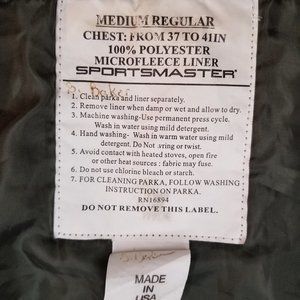 MEDIUM REGULAR
CHEST: FROM 37 TO 41IN
100% POLYESTER
MICROFLEECE LINER
SPORTSMASTER
Baker
1. Clean parka and liner separately.
2. Remove liner when damp or wet and allow to dry.
3. Machine washing-Use permanent press cycle.
Wash in water using mild detergent.
4. Hand washing- Wash in warm water using mild
detergent. Do Not wring or twist.
5. Avoid contact with heated stoves, open fire
or other heat sources : fabric may fuse.
6. Do not use chlorine bleach or starch.
7. FOR CLEANING PARKA, FOLLOW WASHING
INSTRUCTION ON PARKA.
RN16894
DO NOT REMOVE THIS LABEL.
MADE
IN
USA